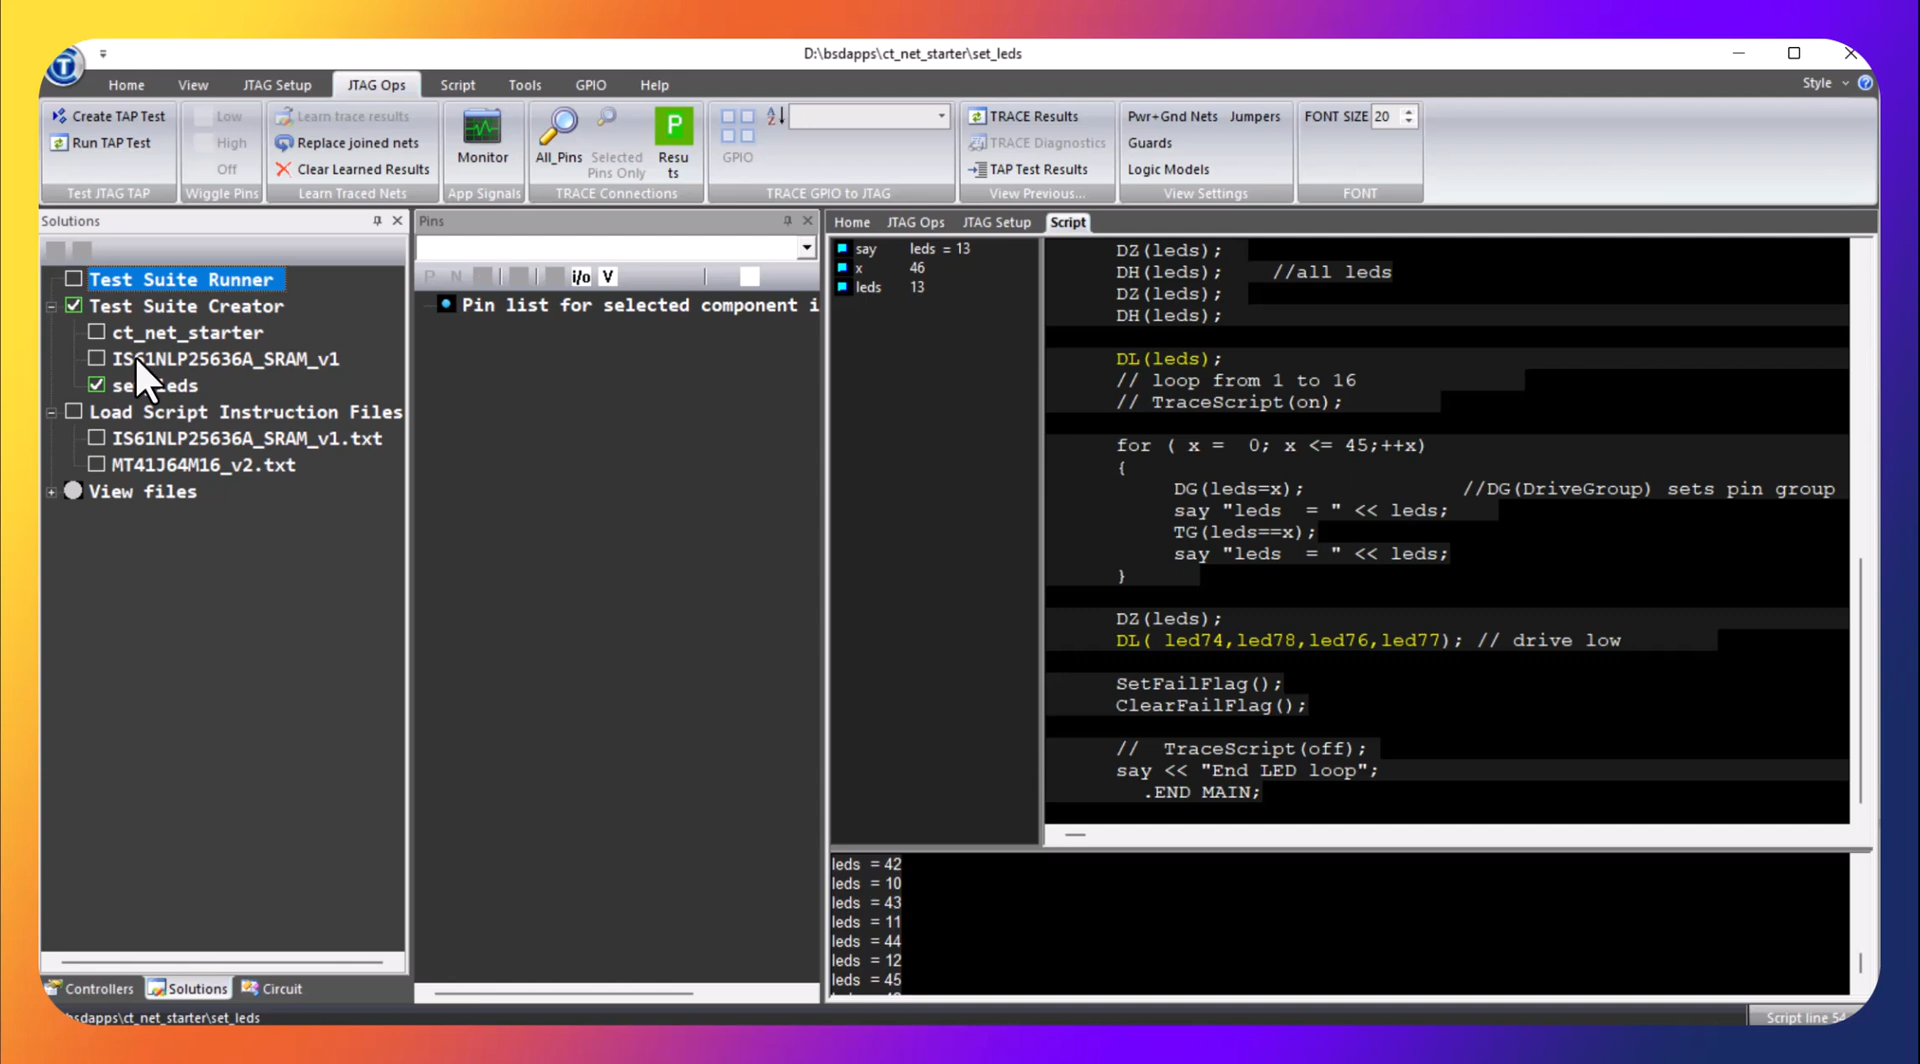 D:\bsdapps\ct_net_starter\set_leds
Home View JTAG Setup JTAG Ops Script Tools GPIO Help Style
Create TAP Test
Run TAP Test
Test JTAG TAP
Low
High
Off
Wiggle Pins
Learn trace results
Replace joined nets
Clear Learned Results
Learn Traced Nets
Monitor
App Signals
All_Pins
Selected
Pins Only
P
Resu
ts
TRACE Connections
GPIO
TRACE GPIO to JTAG
TRACE Results
TRACE Diagnostics
TAP Test Results
View Previous...
Pwr+Gnd Nets Jumpers
Guards
Logic Models
View Settings
FONT SIZE 20
FONT
Solutions
Test Suite Runner
Test Suite Creator
ct_net_starter
IS61NLP25636A_SRAM_v1
Load Script Instruction Files
IS61NLP25636A_SRAM_v1.txt
MT41J64M16_v2.txt
View files
Controllers Solutions Circuit
Pins
P N i/o V
Pin list for selected component i
Home JTAG Ops JTAG Setup Script
say leds = 13
x 46
leds 13
DZ(leds);
DH(leds); //all leds
DZ(leds);
DH(leds);
DL(leds);
// loop from 1 to 16
// TraceScript(on);
for ( x = 0; x <= 45;++x)
{
DG(leds=x); //DG(DriveGroup) sets pin group
say "leds = " << leds;
TG(leds==x);
say "leds = " << leds;
}
DZ(leds);
DL( led74,led78,led76,led77); // drive low
SetFailFlag();
ClearFailFlag();
// TraceScript(off);
say << "End LED loop";
.END MAIN;
leds = 42
leds = 10
leds = 43
leds = 11
leds = 44
leds = 12
leds = 45
bsdapps\ct_net_starter\set_leds
Script line 54